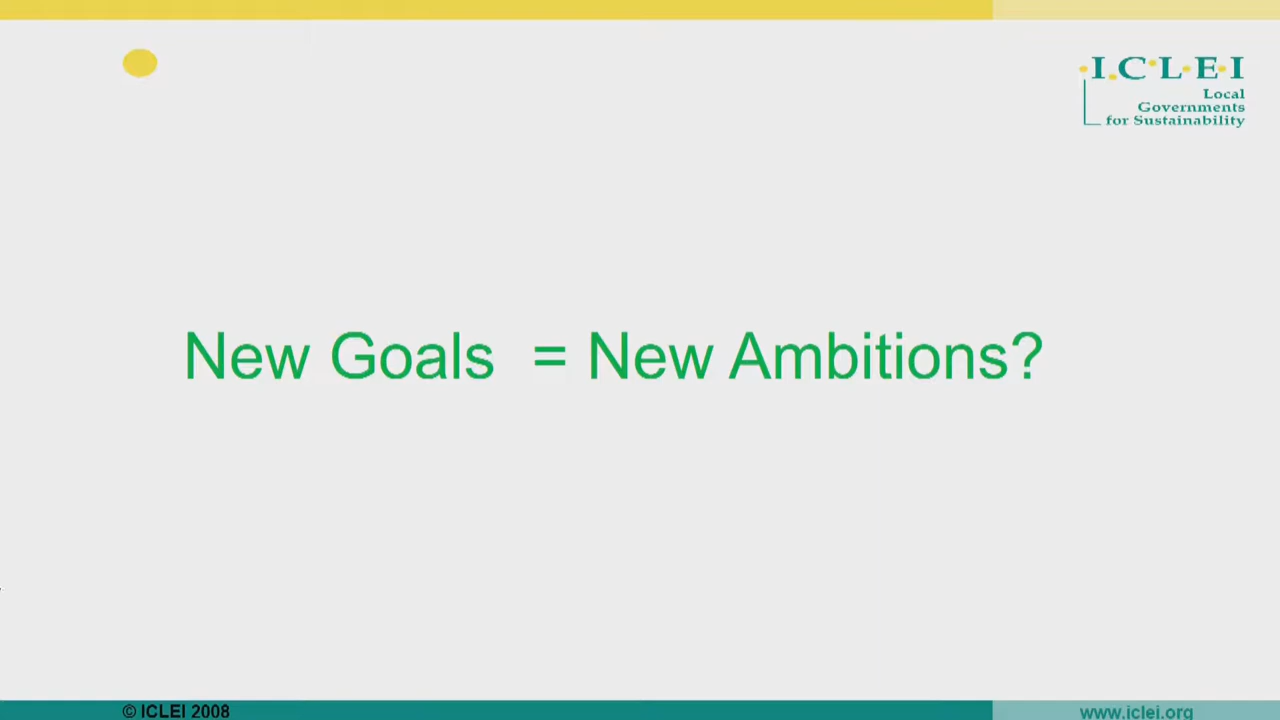 I.C.L.E.I
Local
Governments
for Sustainability
New Goals = New Ambitions?
© ICLEI 2008
www.iclei.org